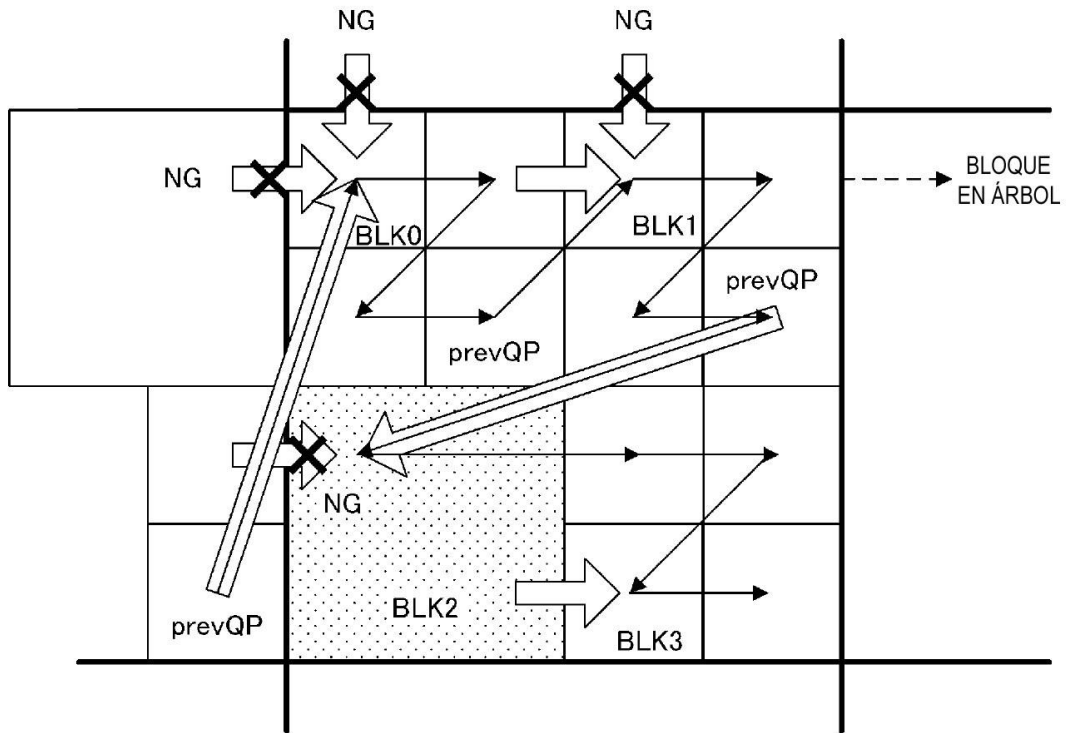 NG
NG
NG
BLOQUE
EN ÁRBOL
BLK0
BLK1
prevQP
prevQP
NG
BLK2
prevQP
BLK3